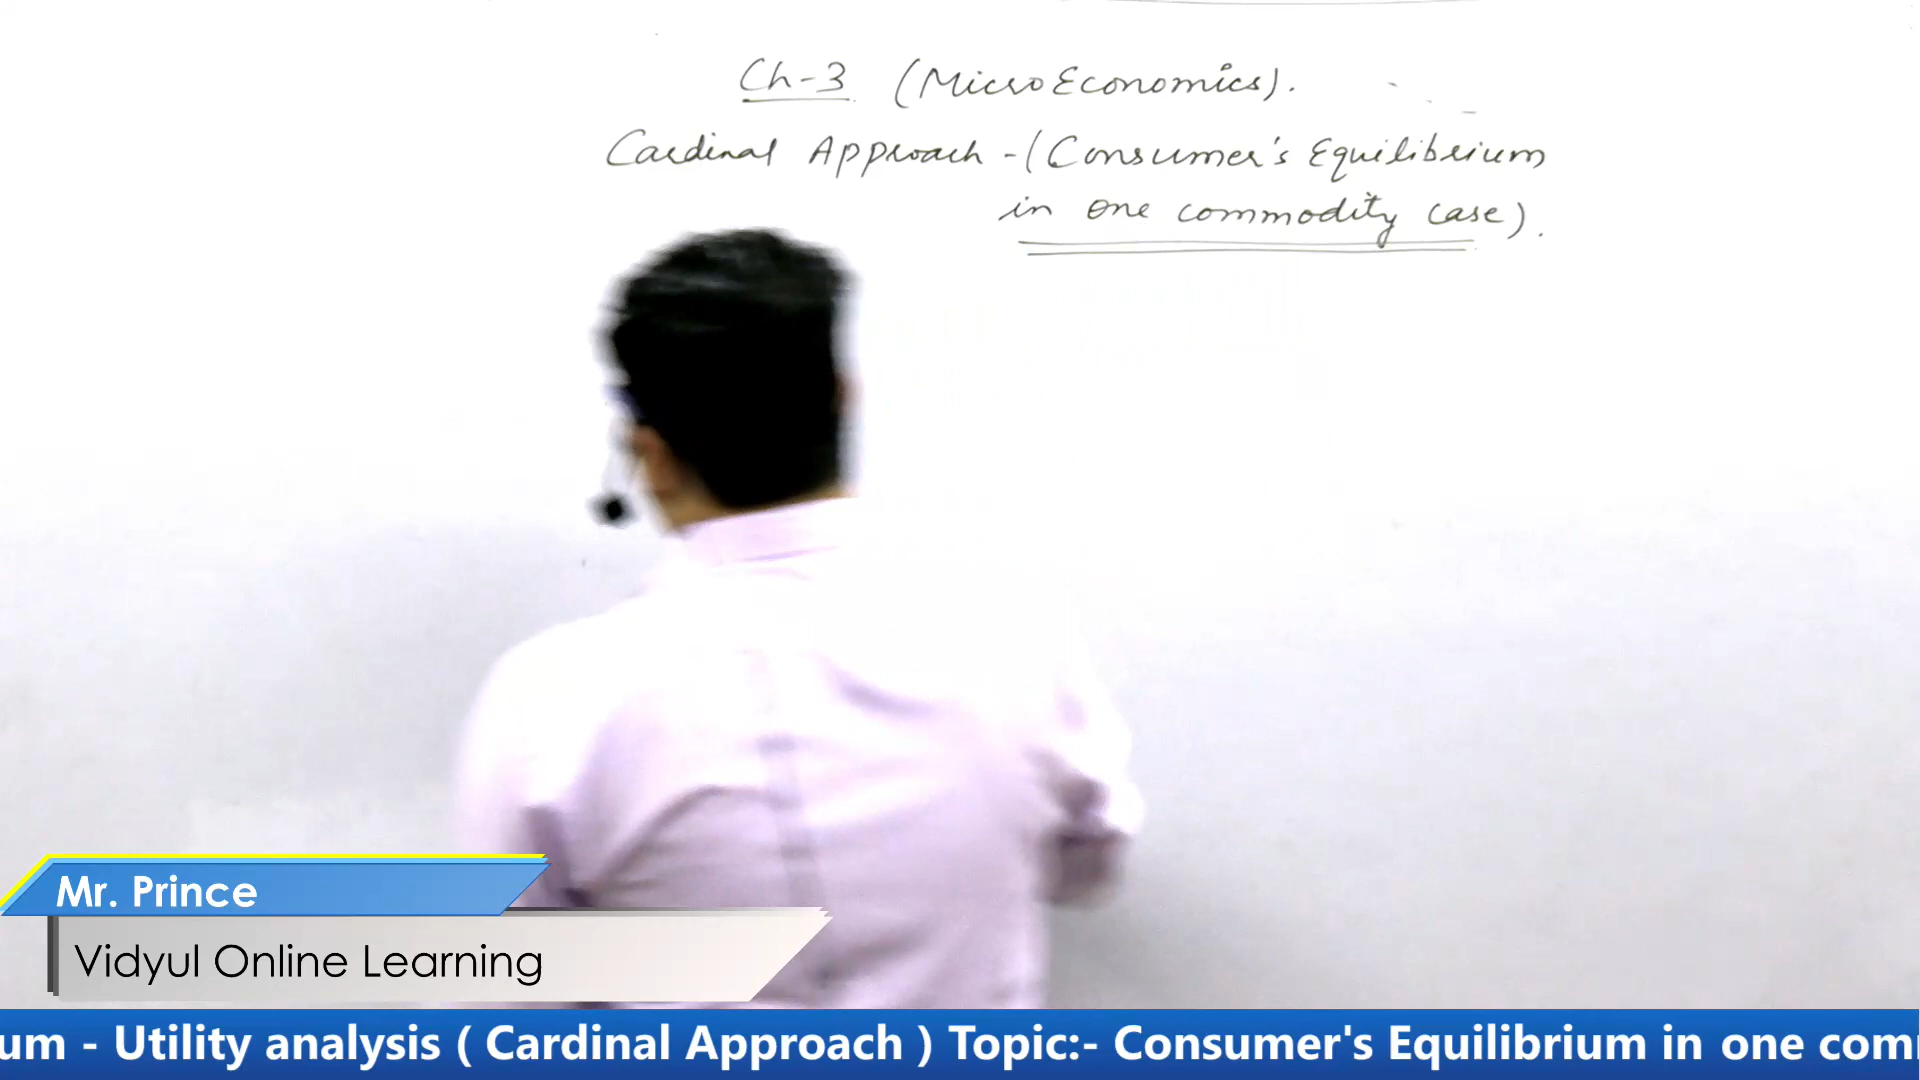 Ch-3 (MicroEconomics).
Cardinal Approach - (Consumer's Equilibrium
in one commodity case).
Mr. Prince
Vidyul Online Learning
um - Utility analysis ( Cardinal Approach ) Topic:- Consumer's Equilibrium in one com